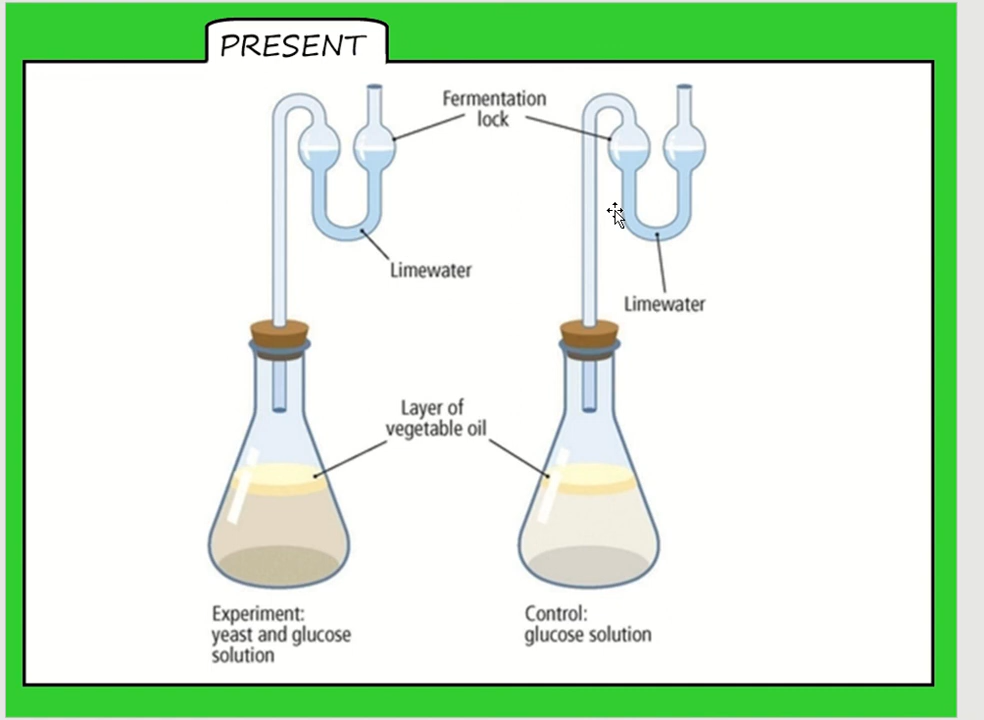 PRESENT
Fermentation
lock
Limewater
Limewater
Layer of
vegetable oil
Experiment:
yeast and glucose
solution
Control:
glucose solution